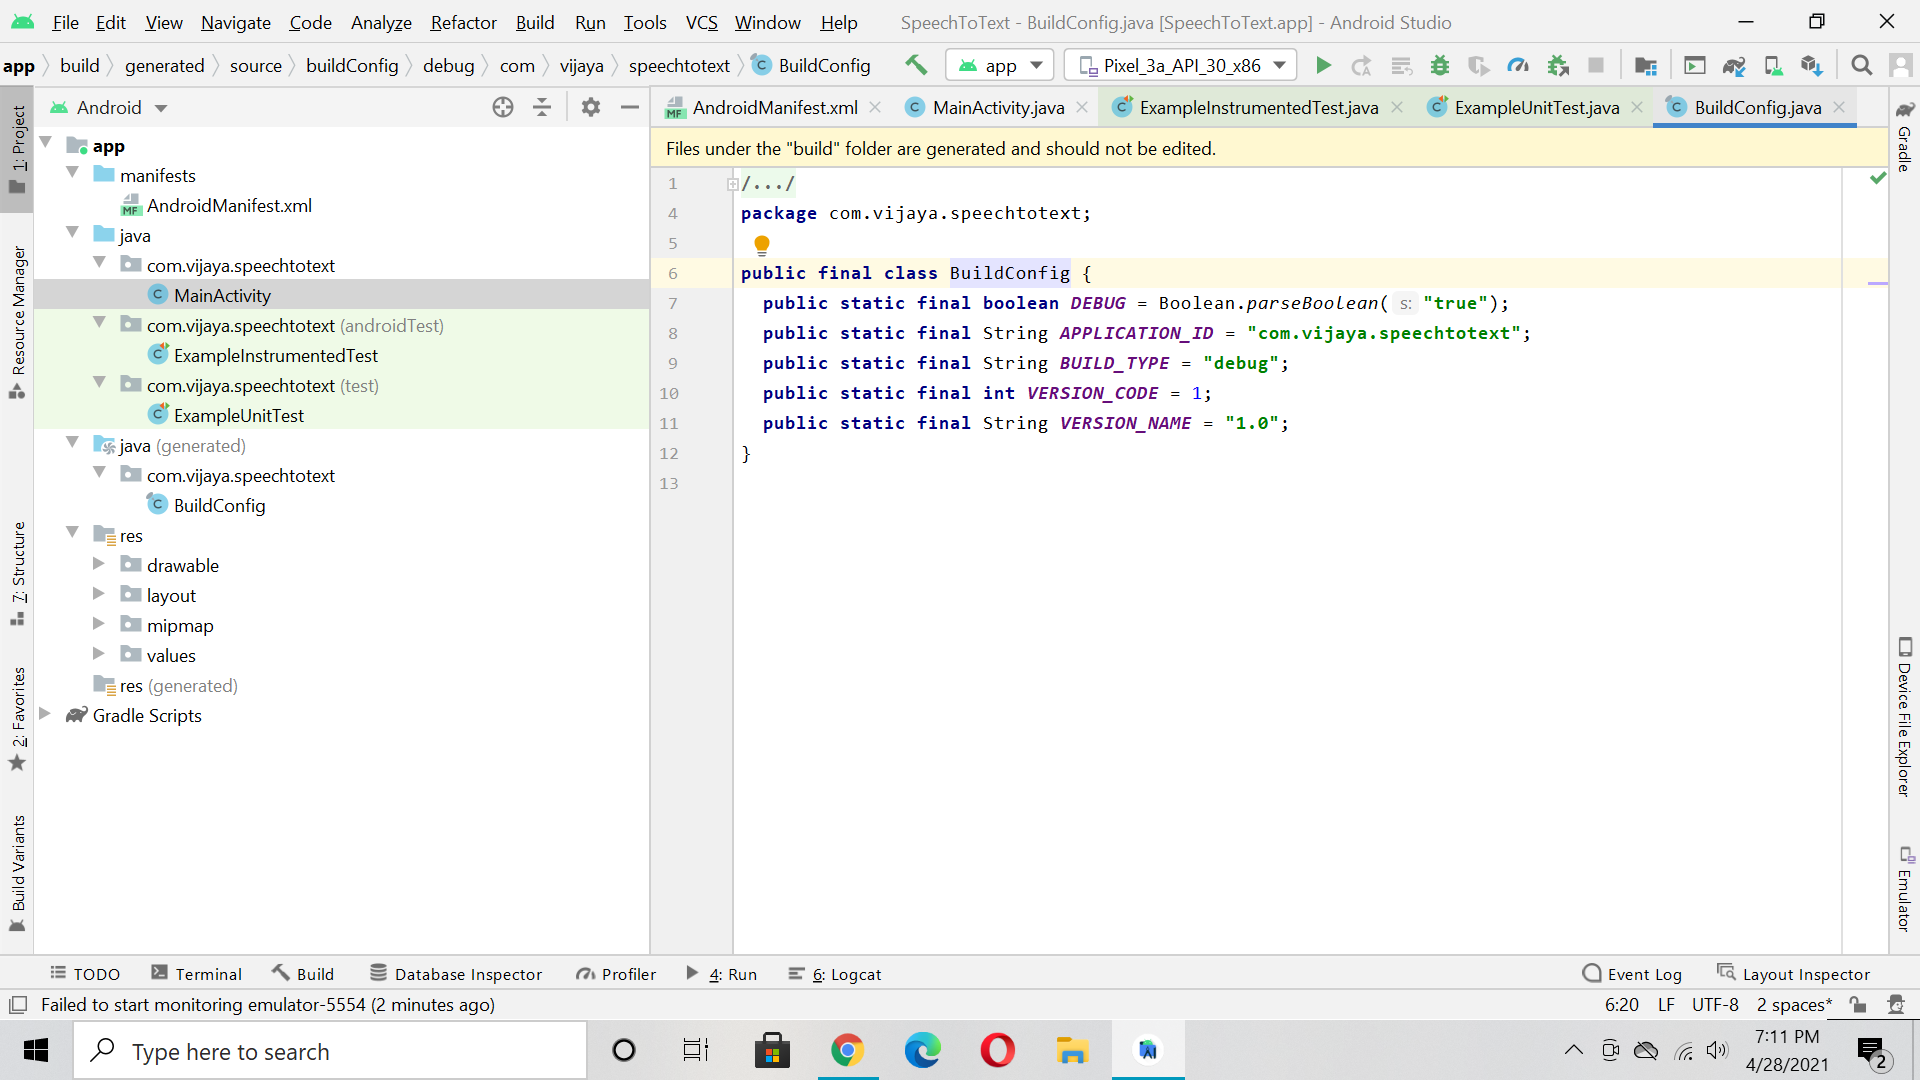 File Edit View Navigate Code Analyze Refactor Build Run Tools VCS Window Help SpeechToText - BuildConfig.java [SpeechToText.app] - Android Studio
app build generated source buildConfig debug com vijaya speechtotext BuildConfig app Pixel_3a_API_30_x86
Android
AndroidManifest.xml MainActivity.java ExampleInstrumentedTest.java ExampleUnitTest.java BuildConfig.java
Files under the "build" folder are generated and should not be edited.
1: Project
Resource Manager
7: Structure
2: Favorites
Build Variants
app
manifests
MF AndroidManifest.xml
java
com.vijaya.speechtotext
MainActivity
com.vijaya.speechtotext (androidTest)
ExampleInstrumentedTest
com.vijaya.speechtotext (test)
ExampleUnitTest
java (generated)
com.vijaya.speechtotext
BuildConfig
res
drawable
layout
mipmap
values
res (generated)
Gradle Scripts
1 /.../
4 package com.vijaya.speechtotext;
5
6 public final class BuildConfig {
7 public static final boolean DEBUG = Boolean.parseBoolean( s: "true");
8 public static final String APPLICATION_ID = "com.vijaya.speechtotext";
9 public static final String BUILD_TYPE = "debug";
10 public static final int VERSION_CODE = 1;
11 public static final String VERSION_NAME = "1.0";
12 }
13
Gradle
Device File Explorer
Emulator
TODO Terminal Build Database Inspector Profiler 4: Run 6: Logcat Event Log Layout Inspector
Failed to start monitoring emulator-5554 (2 minutes ago) 6:20 LF UTF-8 2 spaces*
Type here to search
7:11 PM
4/28/2021
2